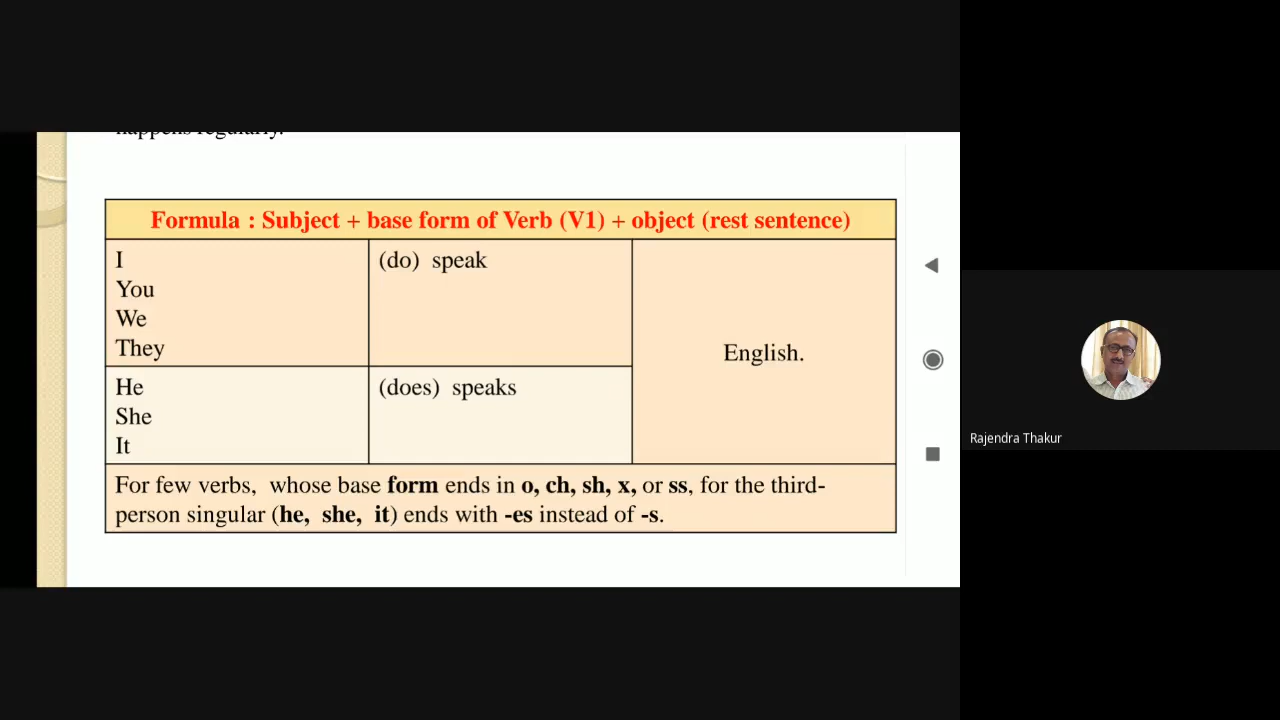 happens regularly.
Formula : Subject + base form of Verb (V1) + object (rest sentence)
I
You
We
They
(do) speak
English.
He
She
It
(does) speaks
For few verbs, whose base form ends in o, ch, sh, x, or ss, for the third-
person singular (he, she, it) ends with -es instead of -s.
Rajendra Thakur